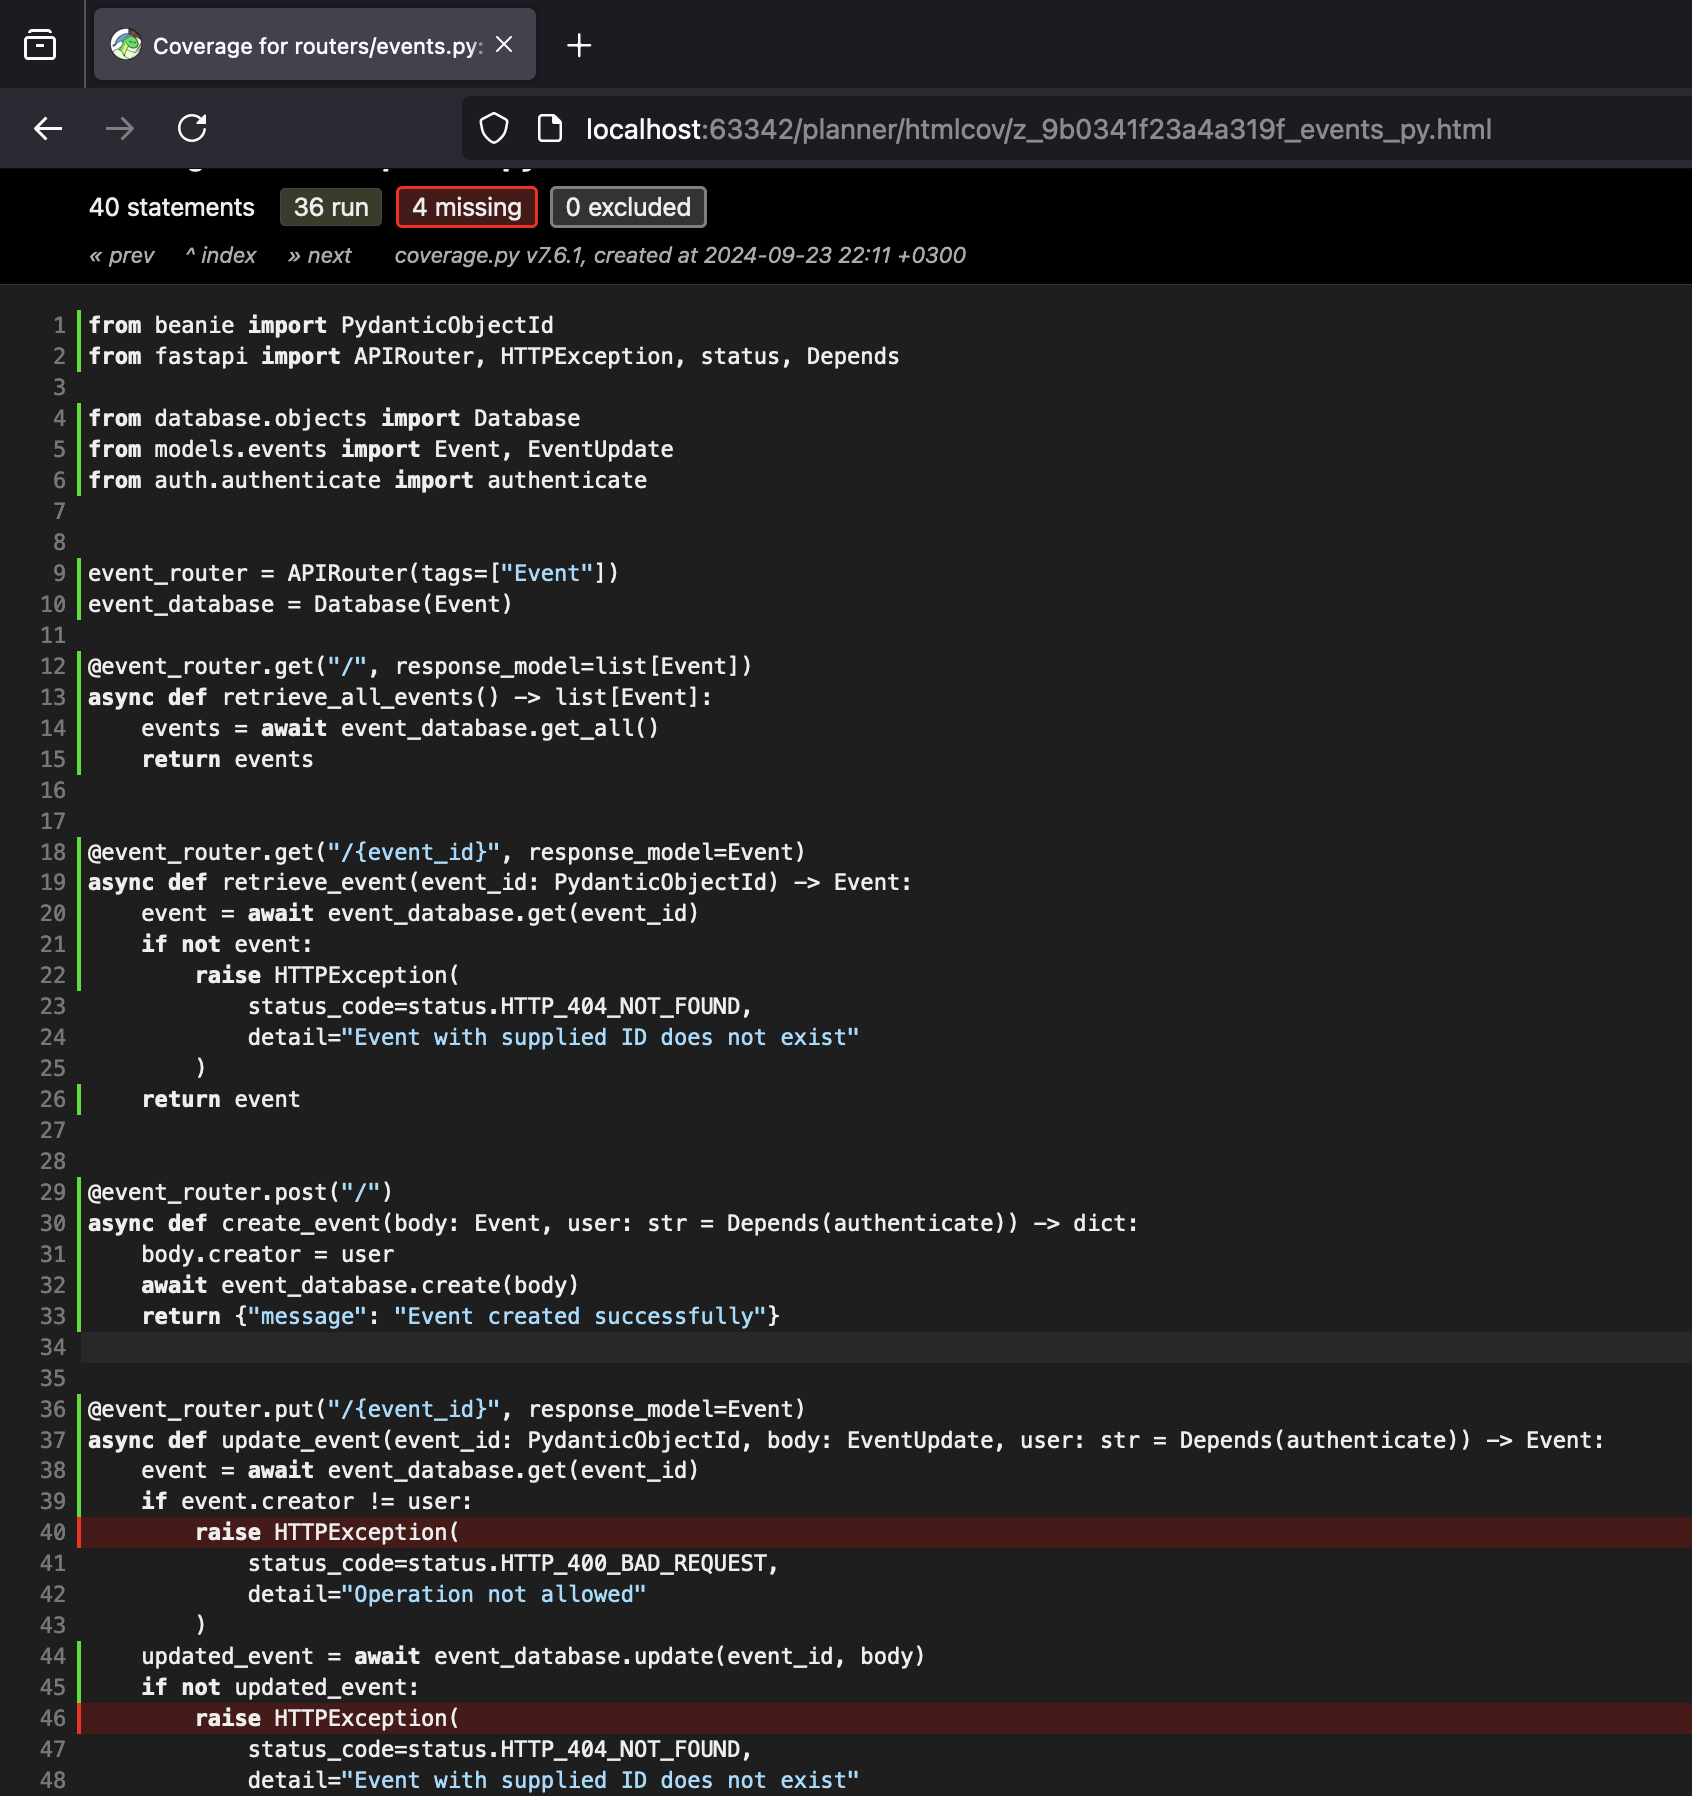 Coverage for routers/events.py:
localhost:63342/planner/htmlcov/z_9b0341f23a4a319f_events_py.html
40 statements 36 run 4 missing 0 excluded
« prev ^ index » next coverage.py v7.6.1, created at 2024-09-23 22:11 +0300
1 from beanie import PydanticObjectId
2 from fastapi import APIRouter, HTTPException, status, Depends
3
4 from database.objects import Database
5 from models.events import Event, EventUpdate
6 from auth.authenticate import authenticate
7
8
9 event_router = APIRouter(tags=["Event"])
10 event_database = Database(Event)
11
12 @event_router.get("/", response_model=list[Event])
13 async def retrieve_all_events() -> list[Event]:
14     events = await event_database.get_all()
15     return events
16
17
18 @event_router.get("/{event_id}", response_model=Event)
19 async def retrieve_event(event_id: PydanticObjectId) -> Event:
20     event = await event_database.get(event_id)
21     if not event:
22         raise HTTPException(
23             status_code=status.HTTP_404_NOT_FOUND,
24             detail="Event with supplied ID does not exist"
25         )
26     return event
27
28
29 @event_router.post("/")
30 async def create_event(body: Event, user: str = Depends(authenticate)) -> dict:
31     body.creator = user
32     await event_database.create(body)
33     return {"message": "Event created successfully"}
34
35
36 @event_router.put("/{event_id}", response_model=Event)
37 async def update_event(event_id: PydanticObjectId, body: EventUpdate, user: str = Depends(authenticate)) -> Event:
38     event = await event_database.get(event_id)
39     if event.creator != user:
40         raise HTTPException(
41             status_code=status.HTTP_400_BAD_REQUEST,
42             detail="Operation not allowed"
43         )
44     updated_event = await event_database.update(event_id, body)
45     if not updated_event:
46         raise HTTPException(
47             status_code=status.HTTP_404_NOT_FOUND,
48             detail="Event with supplied ID does not exist"